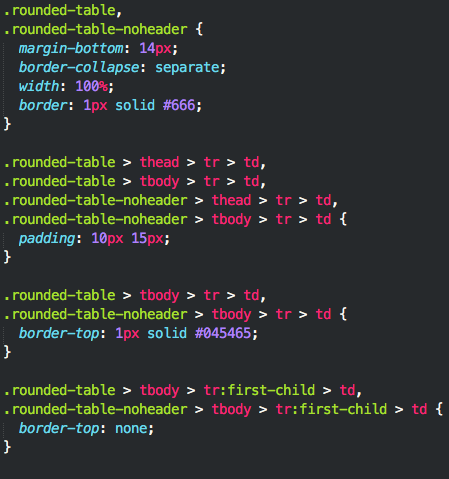 .rounded-table,
.rounded-table-noheader {
  margin-bottom: 14px;
  border-collapse: separate;
  width: 100%;
  border: 1px solid #666;
}

.rounded-table > thead > tr > td,
.rounded-table > tbody > tr > td,
.rounded-table-noheader > thead > tr > td,
.rounded-table-noheader > tbody > tr > td {
  padding: 10px 15px;
}

.rounded-table > tbody > tr > td,
.rounded-table-noheader > tbody > tr > td {
  border-top: 1px solid #045465;
}

.rounded-table > tbody > tr:first-child > td,
.rounded-table-noheader > tbody > tr:first-child > td {
  border-top: none;
}